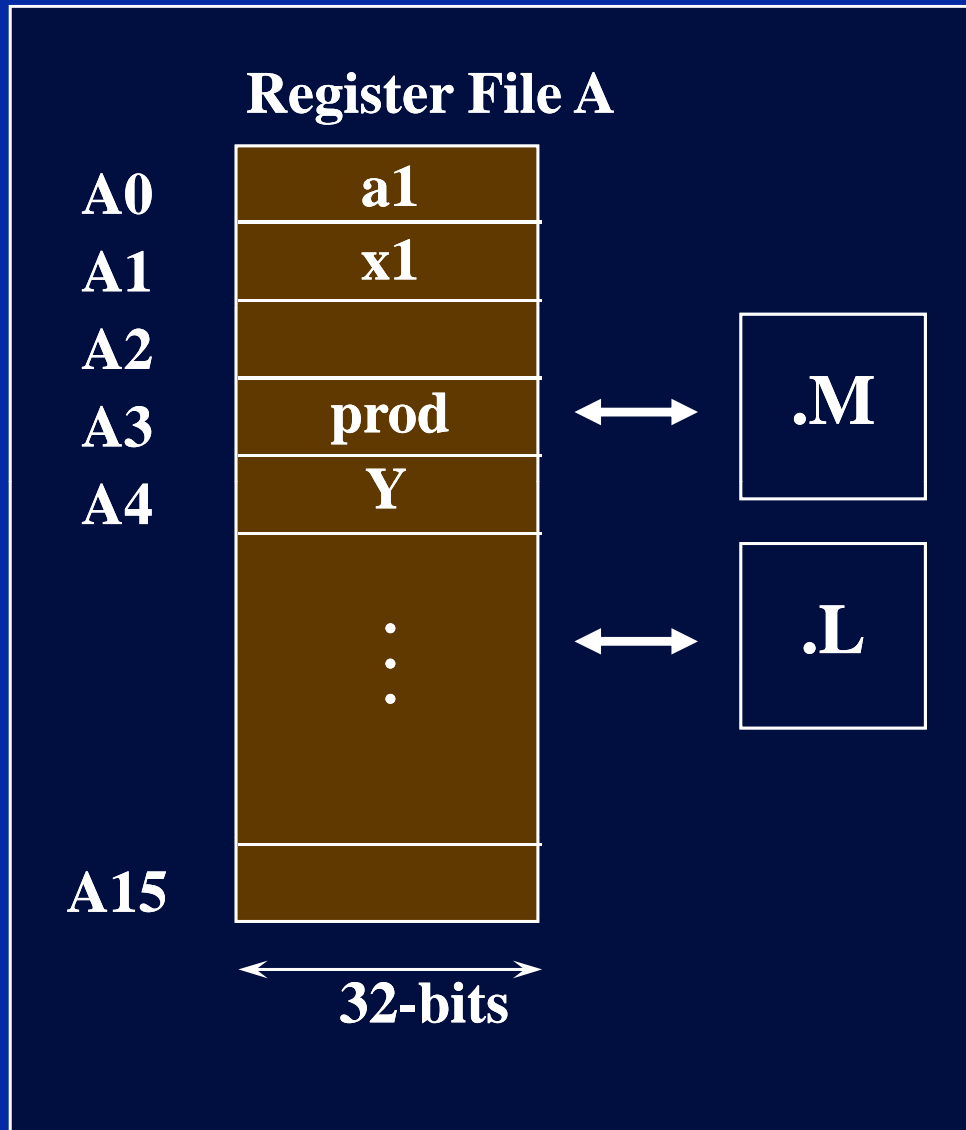 Register File A
A0 a1
A1 x1
A2
A3 prod
.M
A4 Y
.L
A15
32-bits